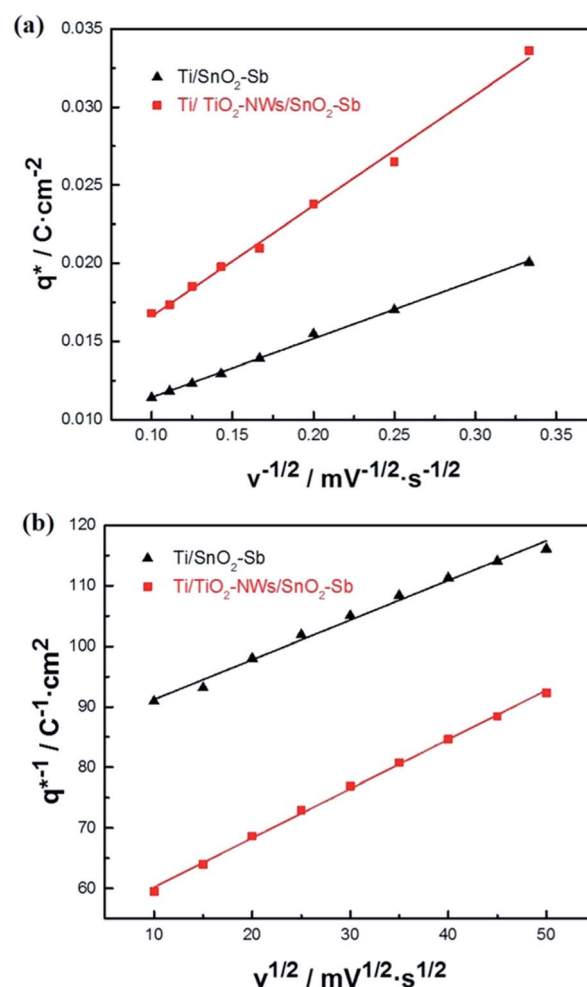 (a)
0.035
0.030
0.025
0.020
0.015
0.010
q* / C·cm⁻²
▲ Ti/SnO₂-Sb
■ Ti/ TiO₂-NWs/SnO₂-Sb
0.10 0.15 0.20 0.25 0.30 0.35
v⁻¹/² / mV⁻¹/²·s⁻¹/²
(b)
120
110
100
90
80
70
60
q*⁻¹ / C⁻¹·cm²
▲ Ti/SnO₂-Sb
■ Ti/TiO₂-NWs/SnO₂-Sb
10 20 30 40 50
v¹/² / mV¹/²·s¹/²